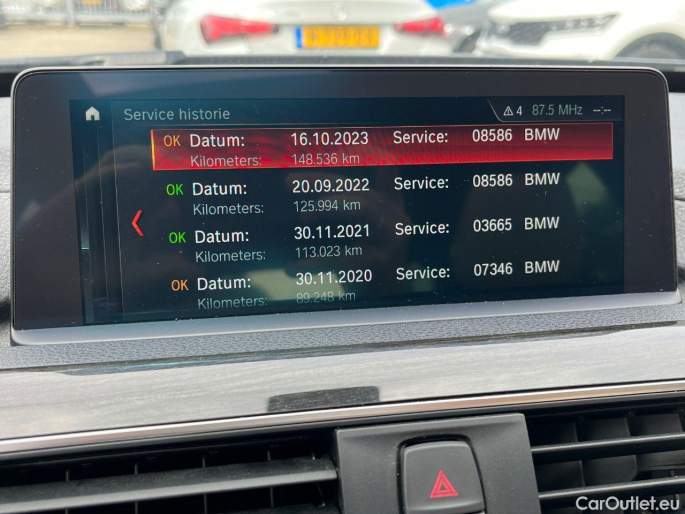 Service historie
4 87.5 MHz --:--
OK Datum: 16.10.2023 Service: 08586 BMW
Kilometers: 148.536 km
OK Datum: 20.09.2022 Service: 08586 BMW
Kilometers: 125.994 km
OK Datum: 30.11.2021 Service: 03665 BMW
Kilometers: 113.023 km
OK Datum: 30.11.2020 Service: 07346 BMW
Kilometers: 89.248 km
CarOutlet.eu